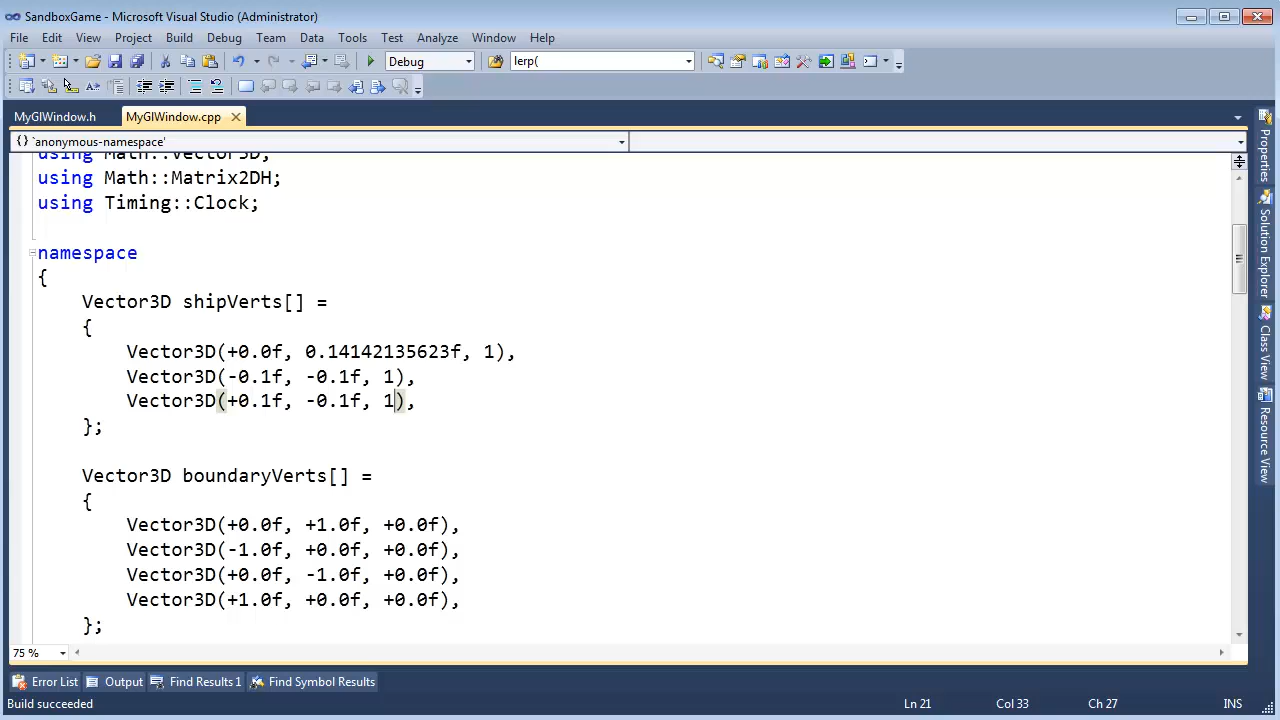 SandboxGame - Microsoft Visual Studio (Administrator)
File Edit View Project Build Debug Team Data Tools Test Analyze Window Help
Debug lerp(
MyGlWindow.h MyGlWindow.cpp
{} `anonymous-namespace'
using Math::Vector3D;
using Math::Matrix2DH;
using Timing::Clock;
namespace
{
Vector3D shipVerts[] =
{
Vector3D(+0.0f, 0.14142135623f, 1),
Vector3D(-0.1f, -0.1f, 1),
Vector3D(+0.1f, -0.1f, 1),
};
Vector3D boundaryVerts[] =
{
Vector3D(+0.0f, +1.0f, +0.0f),
Vector3D(-1.0f, +0.0f, +0.0f),
Vector3D(+0.0f, -1.0f, +0.0f),
Vector3D(+1.0f, +0.0f, +0.0f),
};
75 %
Error List Output Find Results 1 Find Symbol Results
Build succeeded Ln 21 Col 33 Ch 27 INS
Properties
Solution Explorer
Class View
Resource View